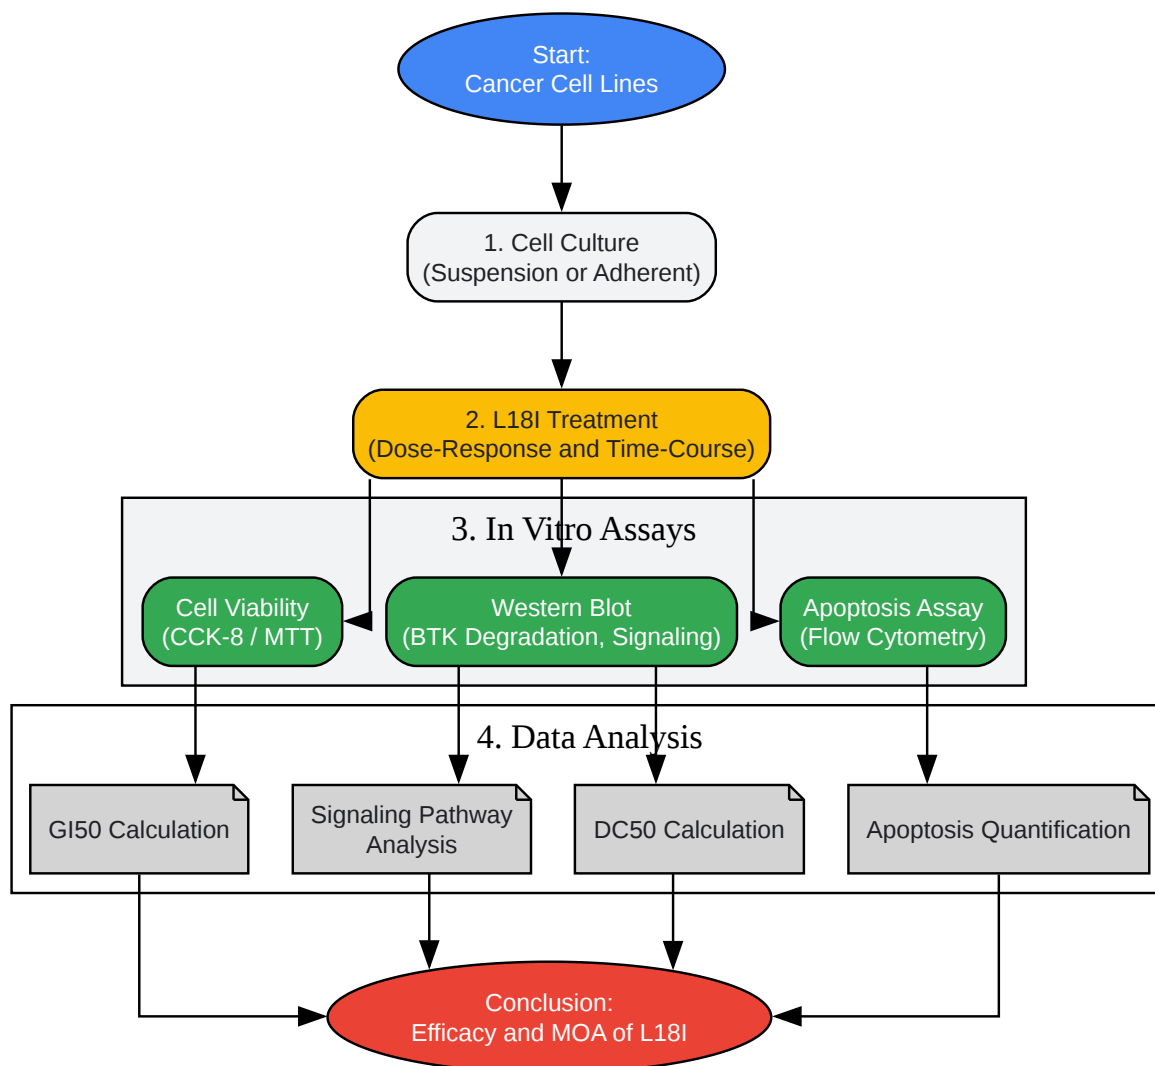 Start:
Cancer Cell Lines
1. Cell Culture
(Suspension or Adherent)
2. L18I Treatment
(Dose-Response and Time-Course)
3. In Vitro Assays
Cell Viability
(CCK-8 / MTT)
Western Blot
(BTK Degradation, Signaling)
Apoptosis Assay
(Flow Cytometry)
4. Data Analysis
GI50 Calculation
Signaling Pathway
Analysis
DC50 Calculation
Apoptosis Quantification
Conclusion:
Efficacy and MOA of L18I